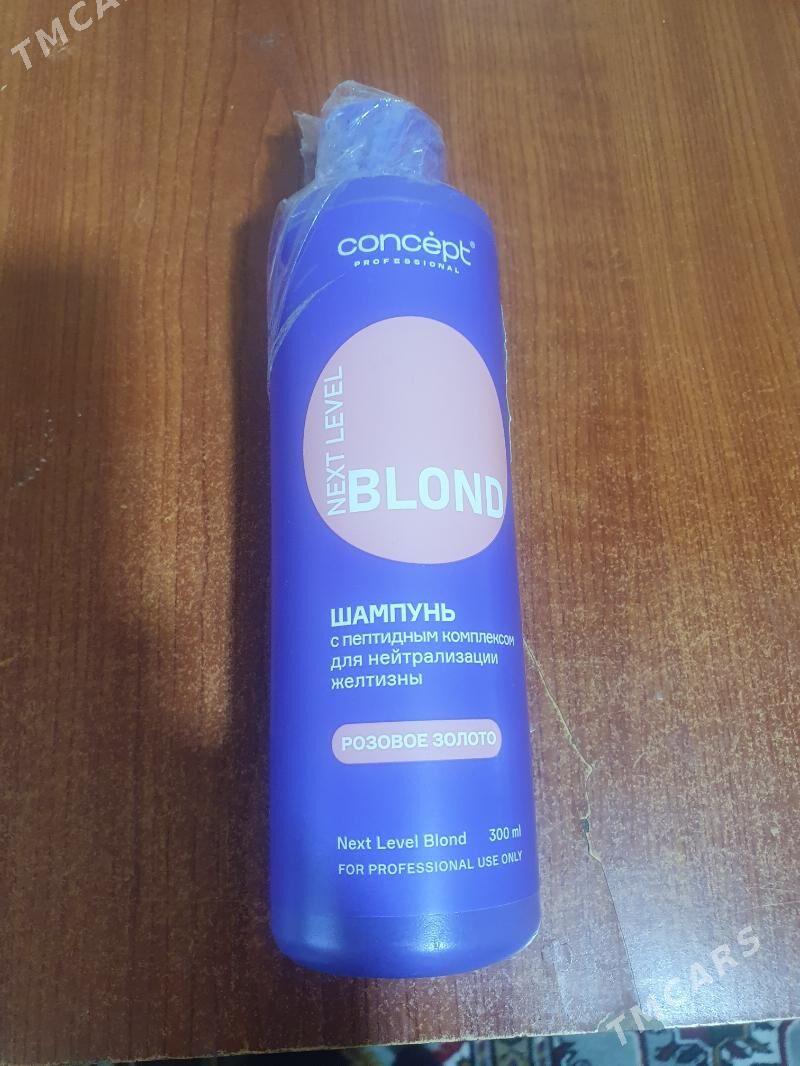 TMCARS
concept®
PROFESSIONAL
NEXT LEVEL
BLOND
ШАМПУНЬ
с пептидным комплексом
для нейтрализации
желтизны
РОЗОВОЕ ЗОЛОТО
Next Level Blond 300 ml
FOR PROFESSIONAL USE ONLY
TMCARS